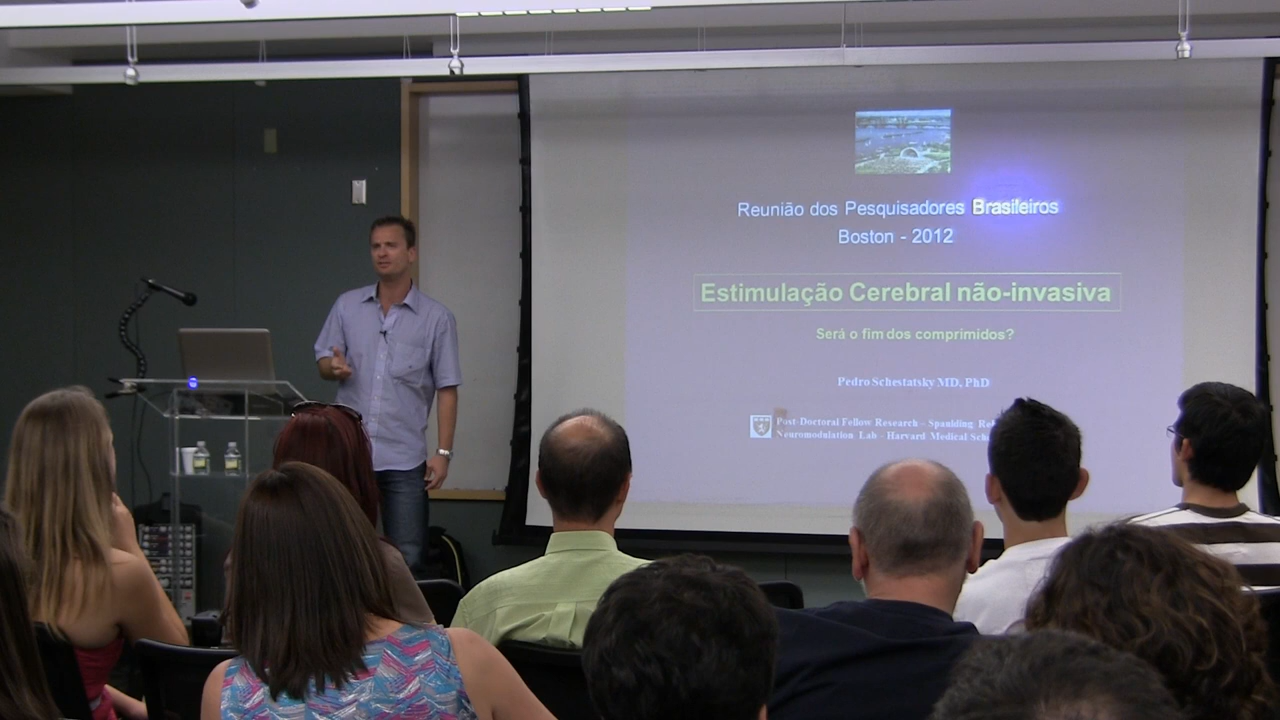 Reunião dos Pesquisadores Brasileiros
Boston - 2012
Estimulação Cerebral não-invasiva
Será o fim dos comprimidos?
Pedro Schestatsky MD, PhD
Post-Doctoral Fellow Research - Spaulding
Neuromodulation Lab - Harvard Medical